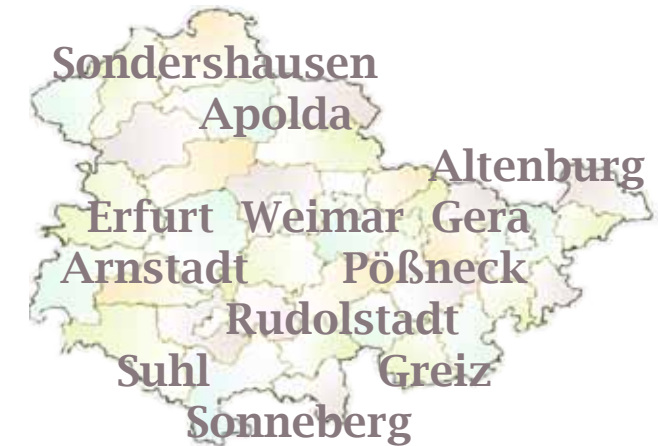 Sondershausen
Apolda
Altenburg
Erfurt Weimar Gera
Arnstadt Pößneck
Rudolstadt
Suhl Greiz
Sonneberg